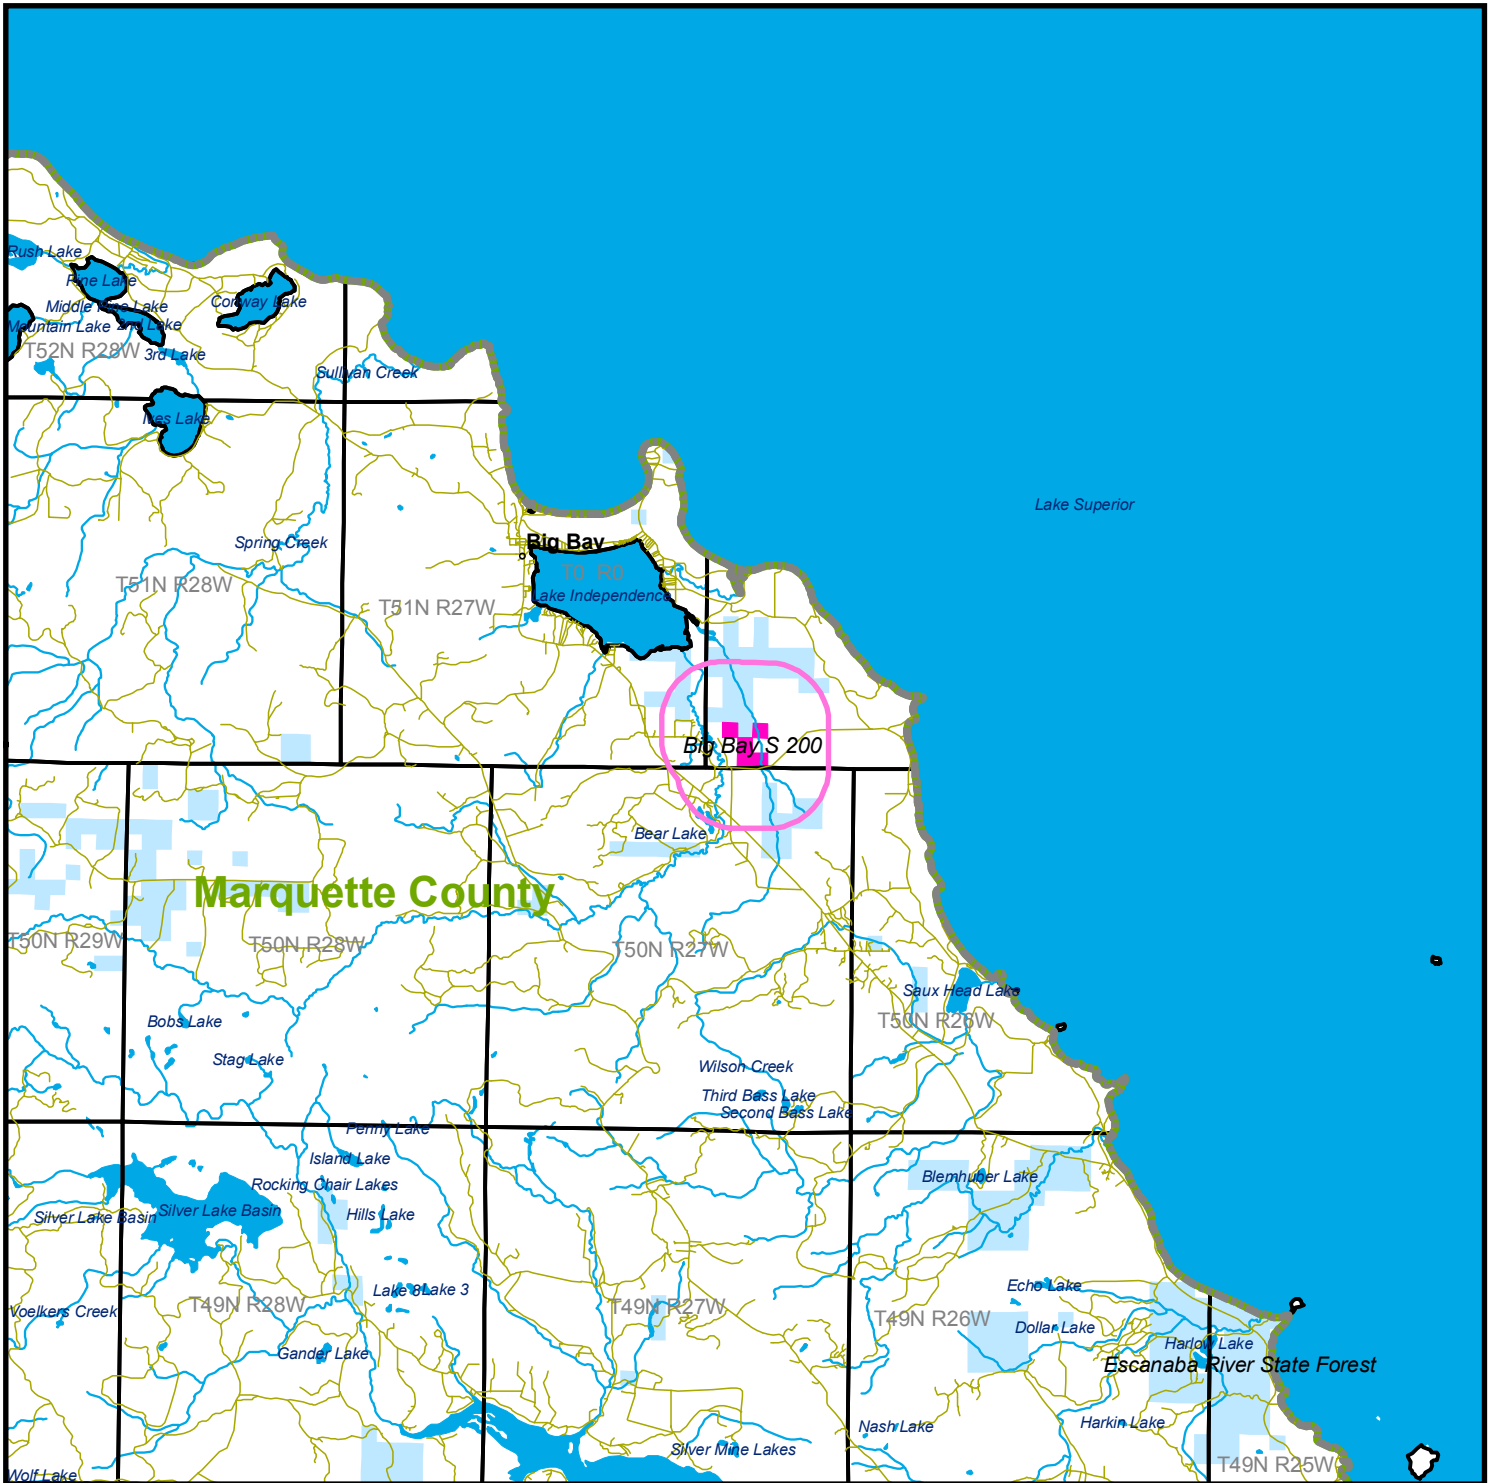 Rush Lake
Pine Lake
Conway Lake
Middle Pine Lake
Mountain Lake
2nd Lake
T52N R28W
3rd Lake
Sullivan Creek
Ives Lake
Lake Superior
Spring Creek
Big Bay
T0 R0
T51N R28W
Lake Independence
T51N R27W
Big Bay S 200
Bear Lake
Marquette County
T50N R29W
T50N R28W
T50N R27W
Saux Head Lake
Bobs Lake
T50N R26W
Stag Lake
Wilson Creek
Third Bass Lake
Second Bass Lake
Penny Lake
Island Lake
Blemhuber Lake
Rocking Chair Lakes
Silver Lake Basin
Silver Lake Basin
Hills Lake
Echo Lake
Lake 8
Lake 3
T49N R28W
T49N R27W
Voelkers Creek
T49N R26W
Dollar Lake
Harlow Lake
Gander Lake
Escanaba River State Forest
Nash Lake
Harkin Lake
Silver Mine Lakes
T49N R25W
Wolf Lake